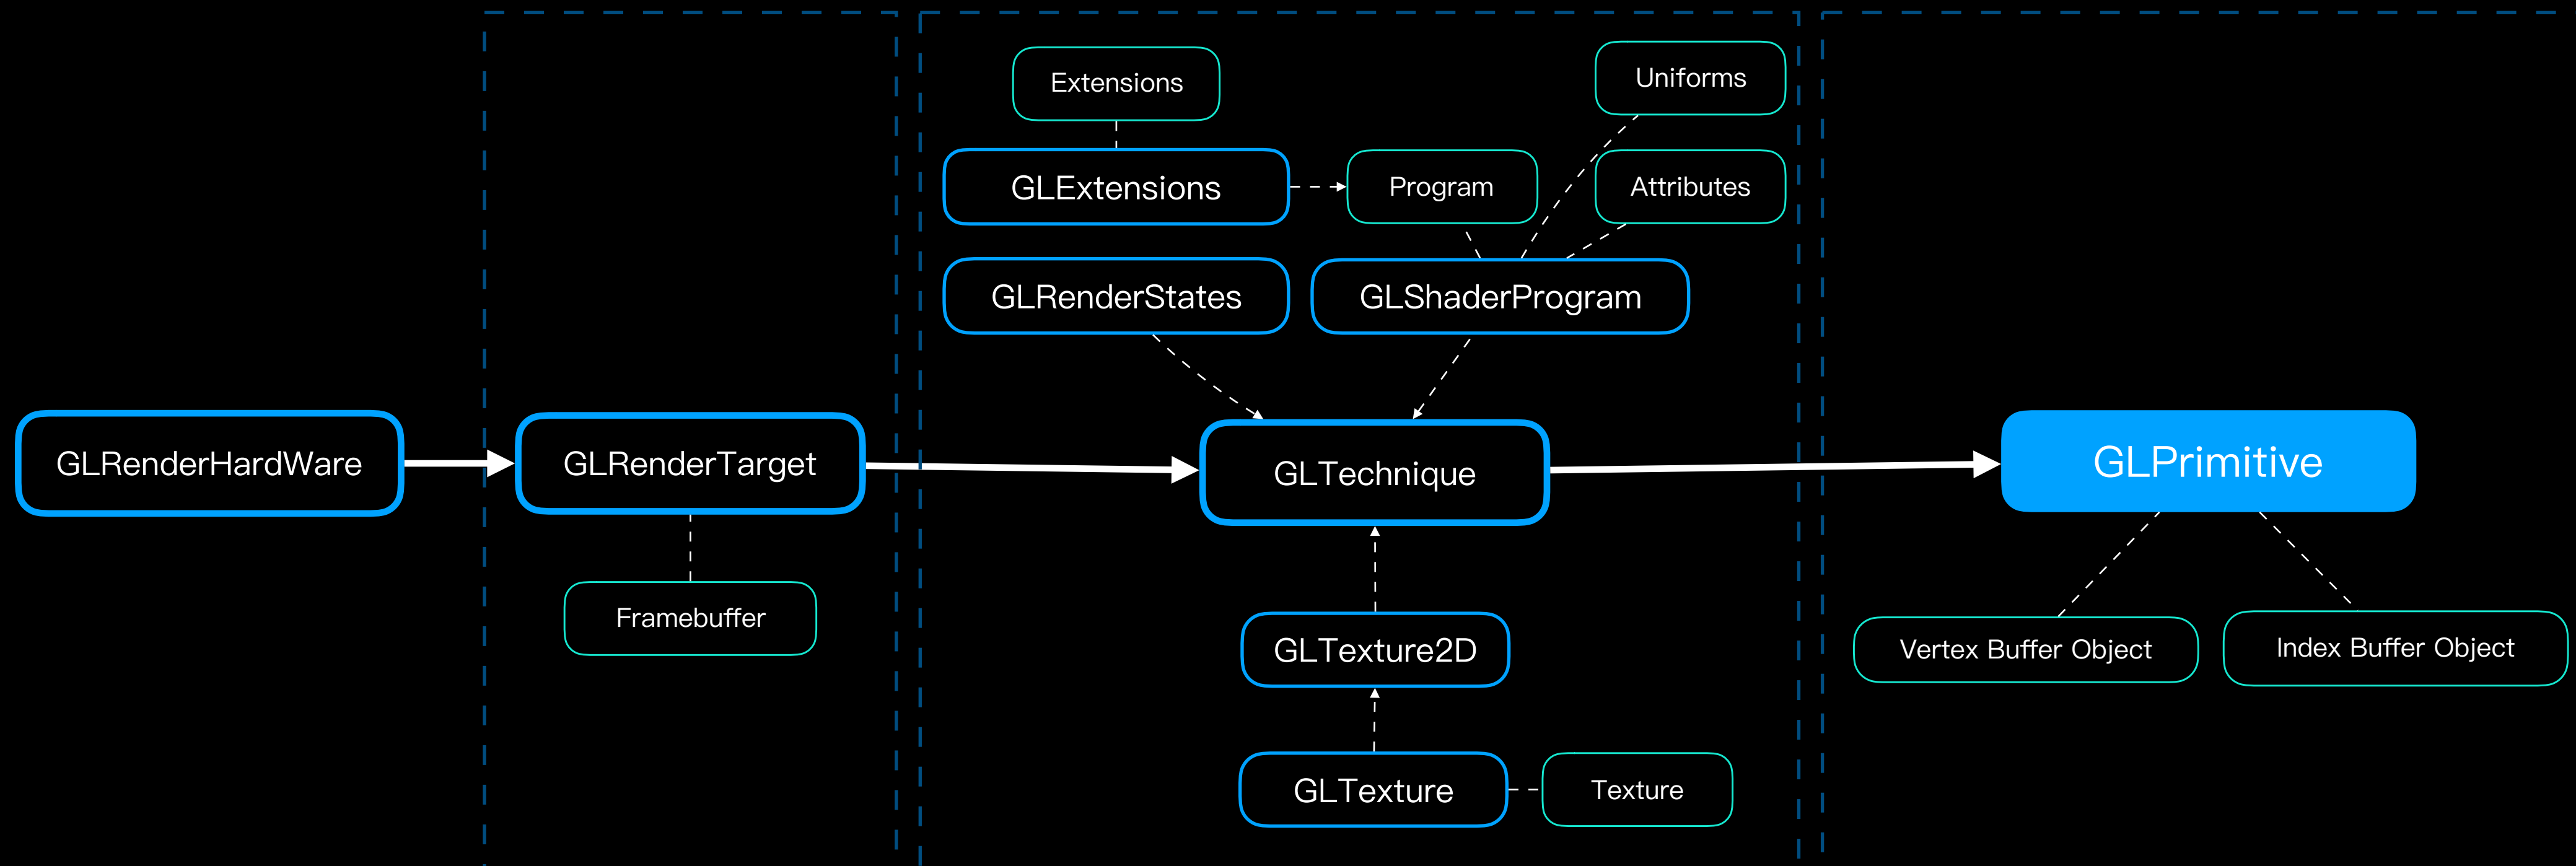 Extensions
Uniforms
GLExtensions
Program
Attributes
GLRenderStates
GLShaderProgram
GLRenderHardWare
GLRenderTarget
GLTechnique
GLPrimitive
Framebuffer
GLTexture2D
Vertex Buffer Object
Index Buffer Object
GLTexture
Texture